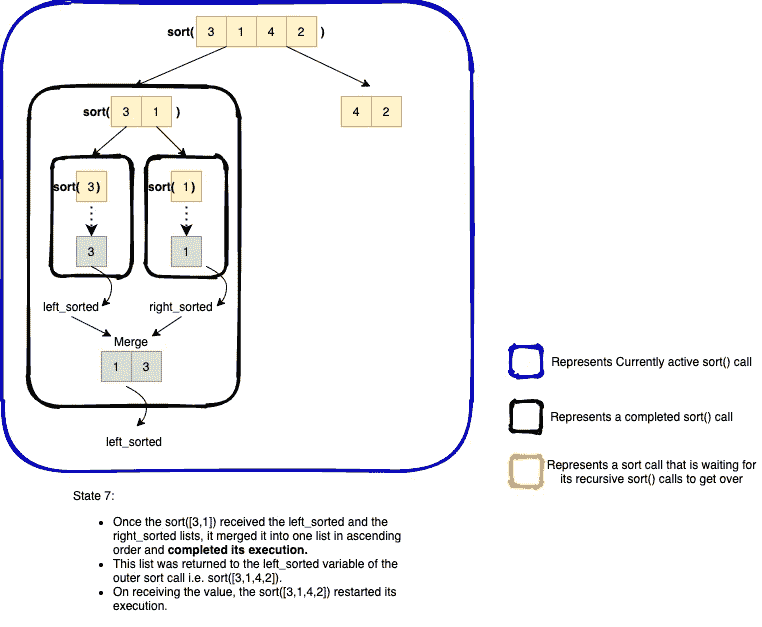 sort( 3 1 4 2 )
sort( 3 1 ) 4 2
sort( 3) sort( 1)
3 1
left_sorted right_sorted
Merge
1 3
left_sorted
Represents Currently active sort() call
Represents a completed sort() call
Represents a sort call that is waiting for
its recursive sort() calls to get over
State 7:
• Once the sort([3,1]) received the left_sorted and the
right_sorted lists, it merged it into one list in ascending
order and completed its execution.
• This list was returned to the left_sorted variable of the
outer sort call i.e. sort([3,1,4,2]).
• On receiving the value, the sort([3,1,4,2]) restarted its
execution.